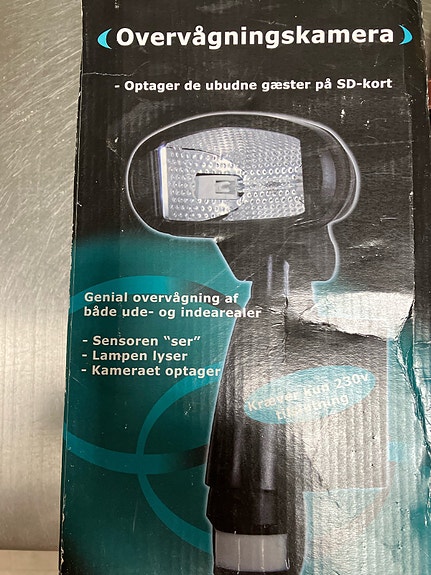 Overvågningskamera
- Optager de ubudne gæster på SD-kort
Genial overvågning af
både ude- og indearealer
- Sensoren "ser"
- Lampen lyser
- Kameraet optager
Kræver kun 230v
tilslutning